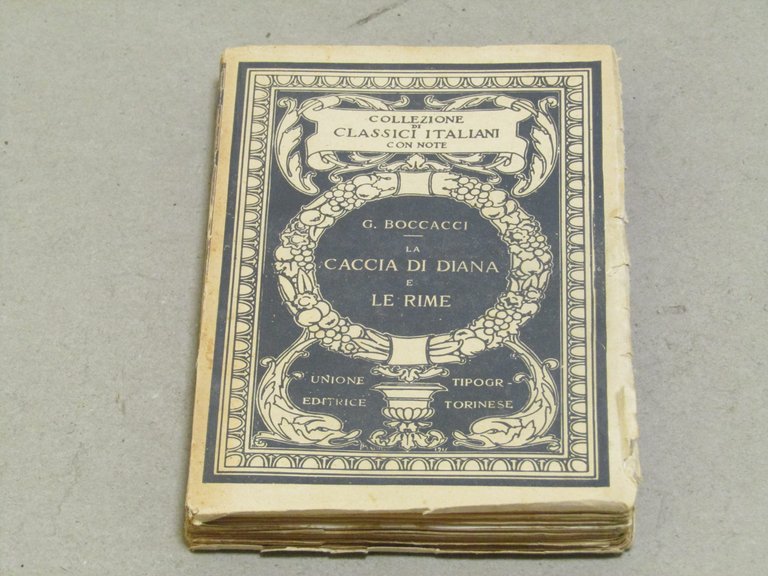 COLLEZIONE
DI
CLASSICI ITALIANI
CON NOTE
G. BOCCACCI
LA
CACCIA DI DIANA
E
LE RIME
UNIONE TIPOGR-
EDITRICE TORINESE